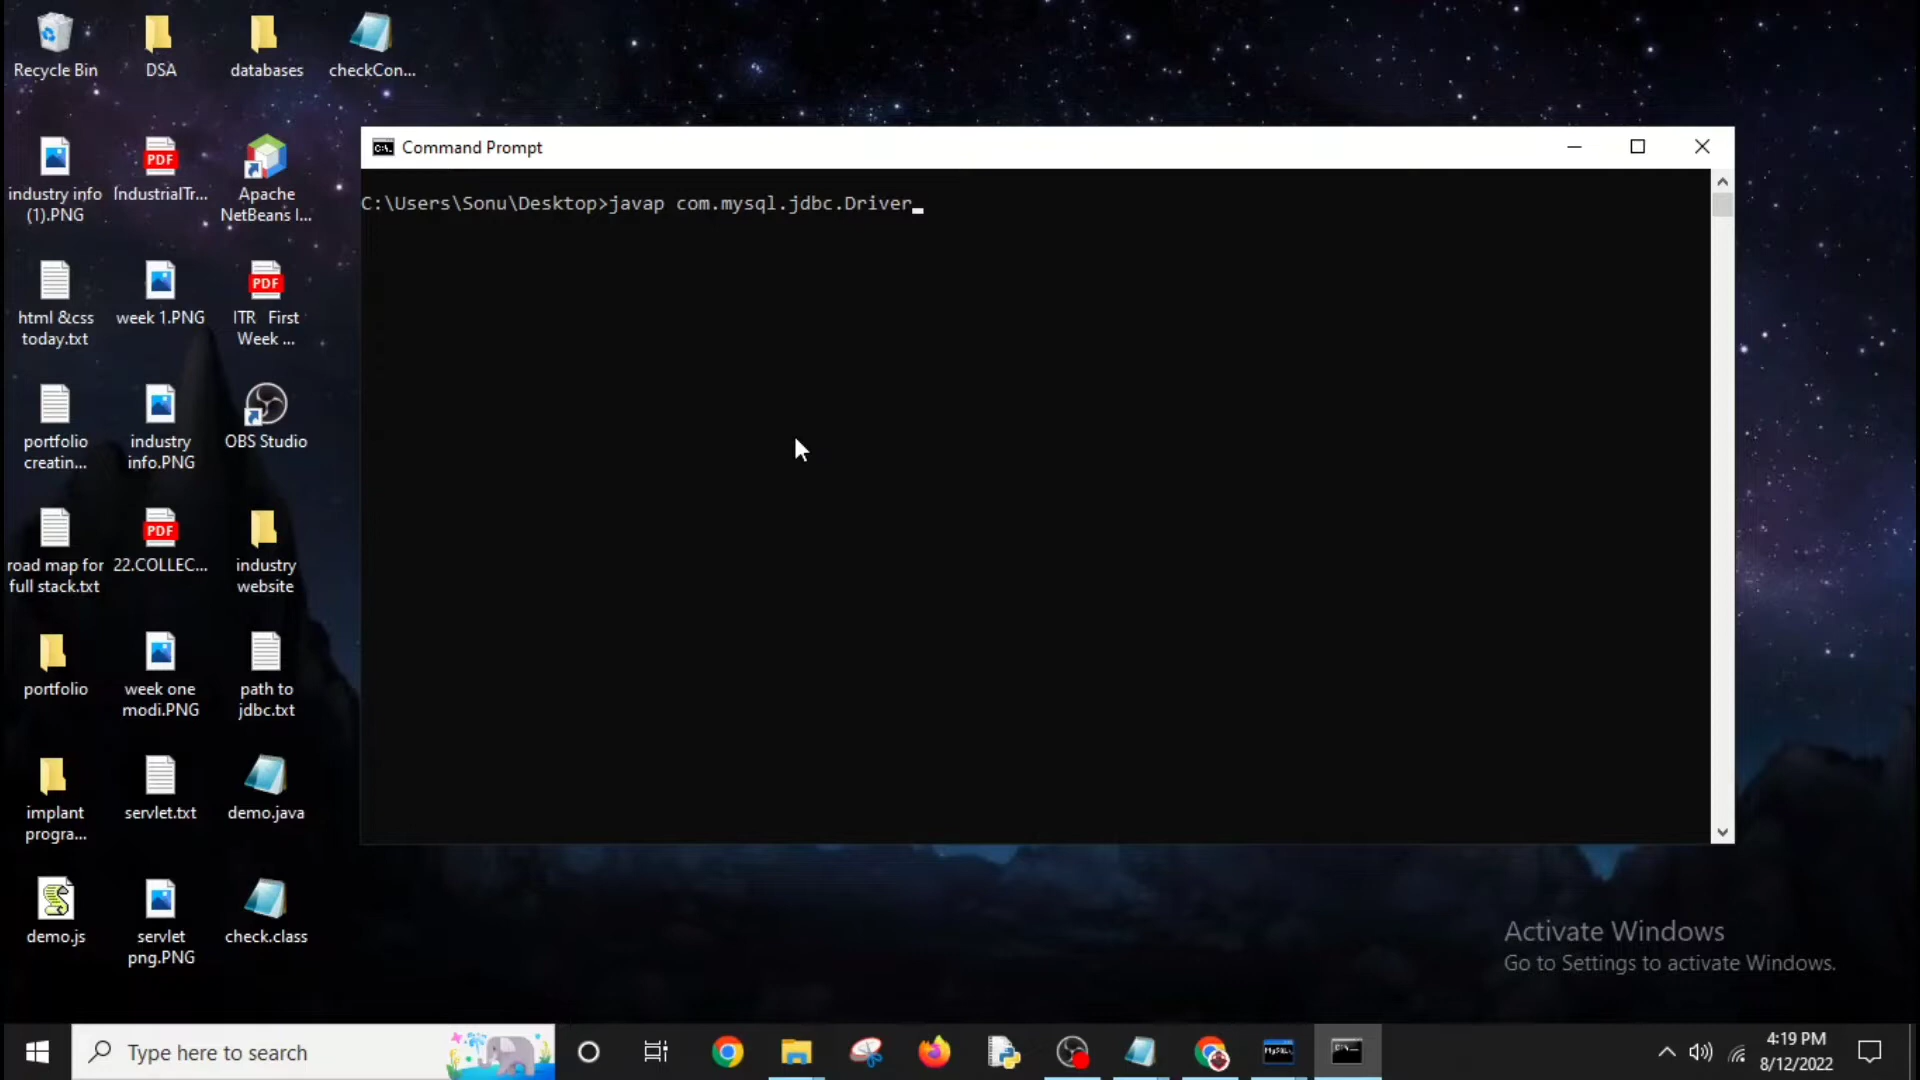 Recycle Bin
DSA
databases
checkCon...
industry info
(1).PNG
PDF
IndustrialTr...
Apache
NetBeans I...
html &css
today.txt
week 1.PNG
PDF
ITR First
Week ...
portfolio
creatin...
industry
info.PNG
OBS Studio
road map for
full stack.txt
PDF
22.COLLEC...
industry
website
portfolio
week one
modi.PNG
path to
jdbc.txt
implant
progra...
servlet.txt
demo.java
demo.js
servlet
png.PNG
check.class
C:\. Command Prompt
C:\Users\Sonu\Desktop>javap com.mysql.jdbc.Driver
Activate Windows
Go to Settings to activate Windows.
Type here to search
MySQL
4:19 PM
8/12/2022